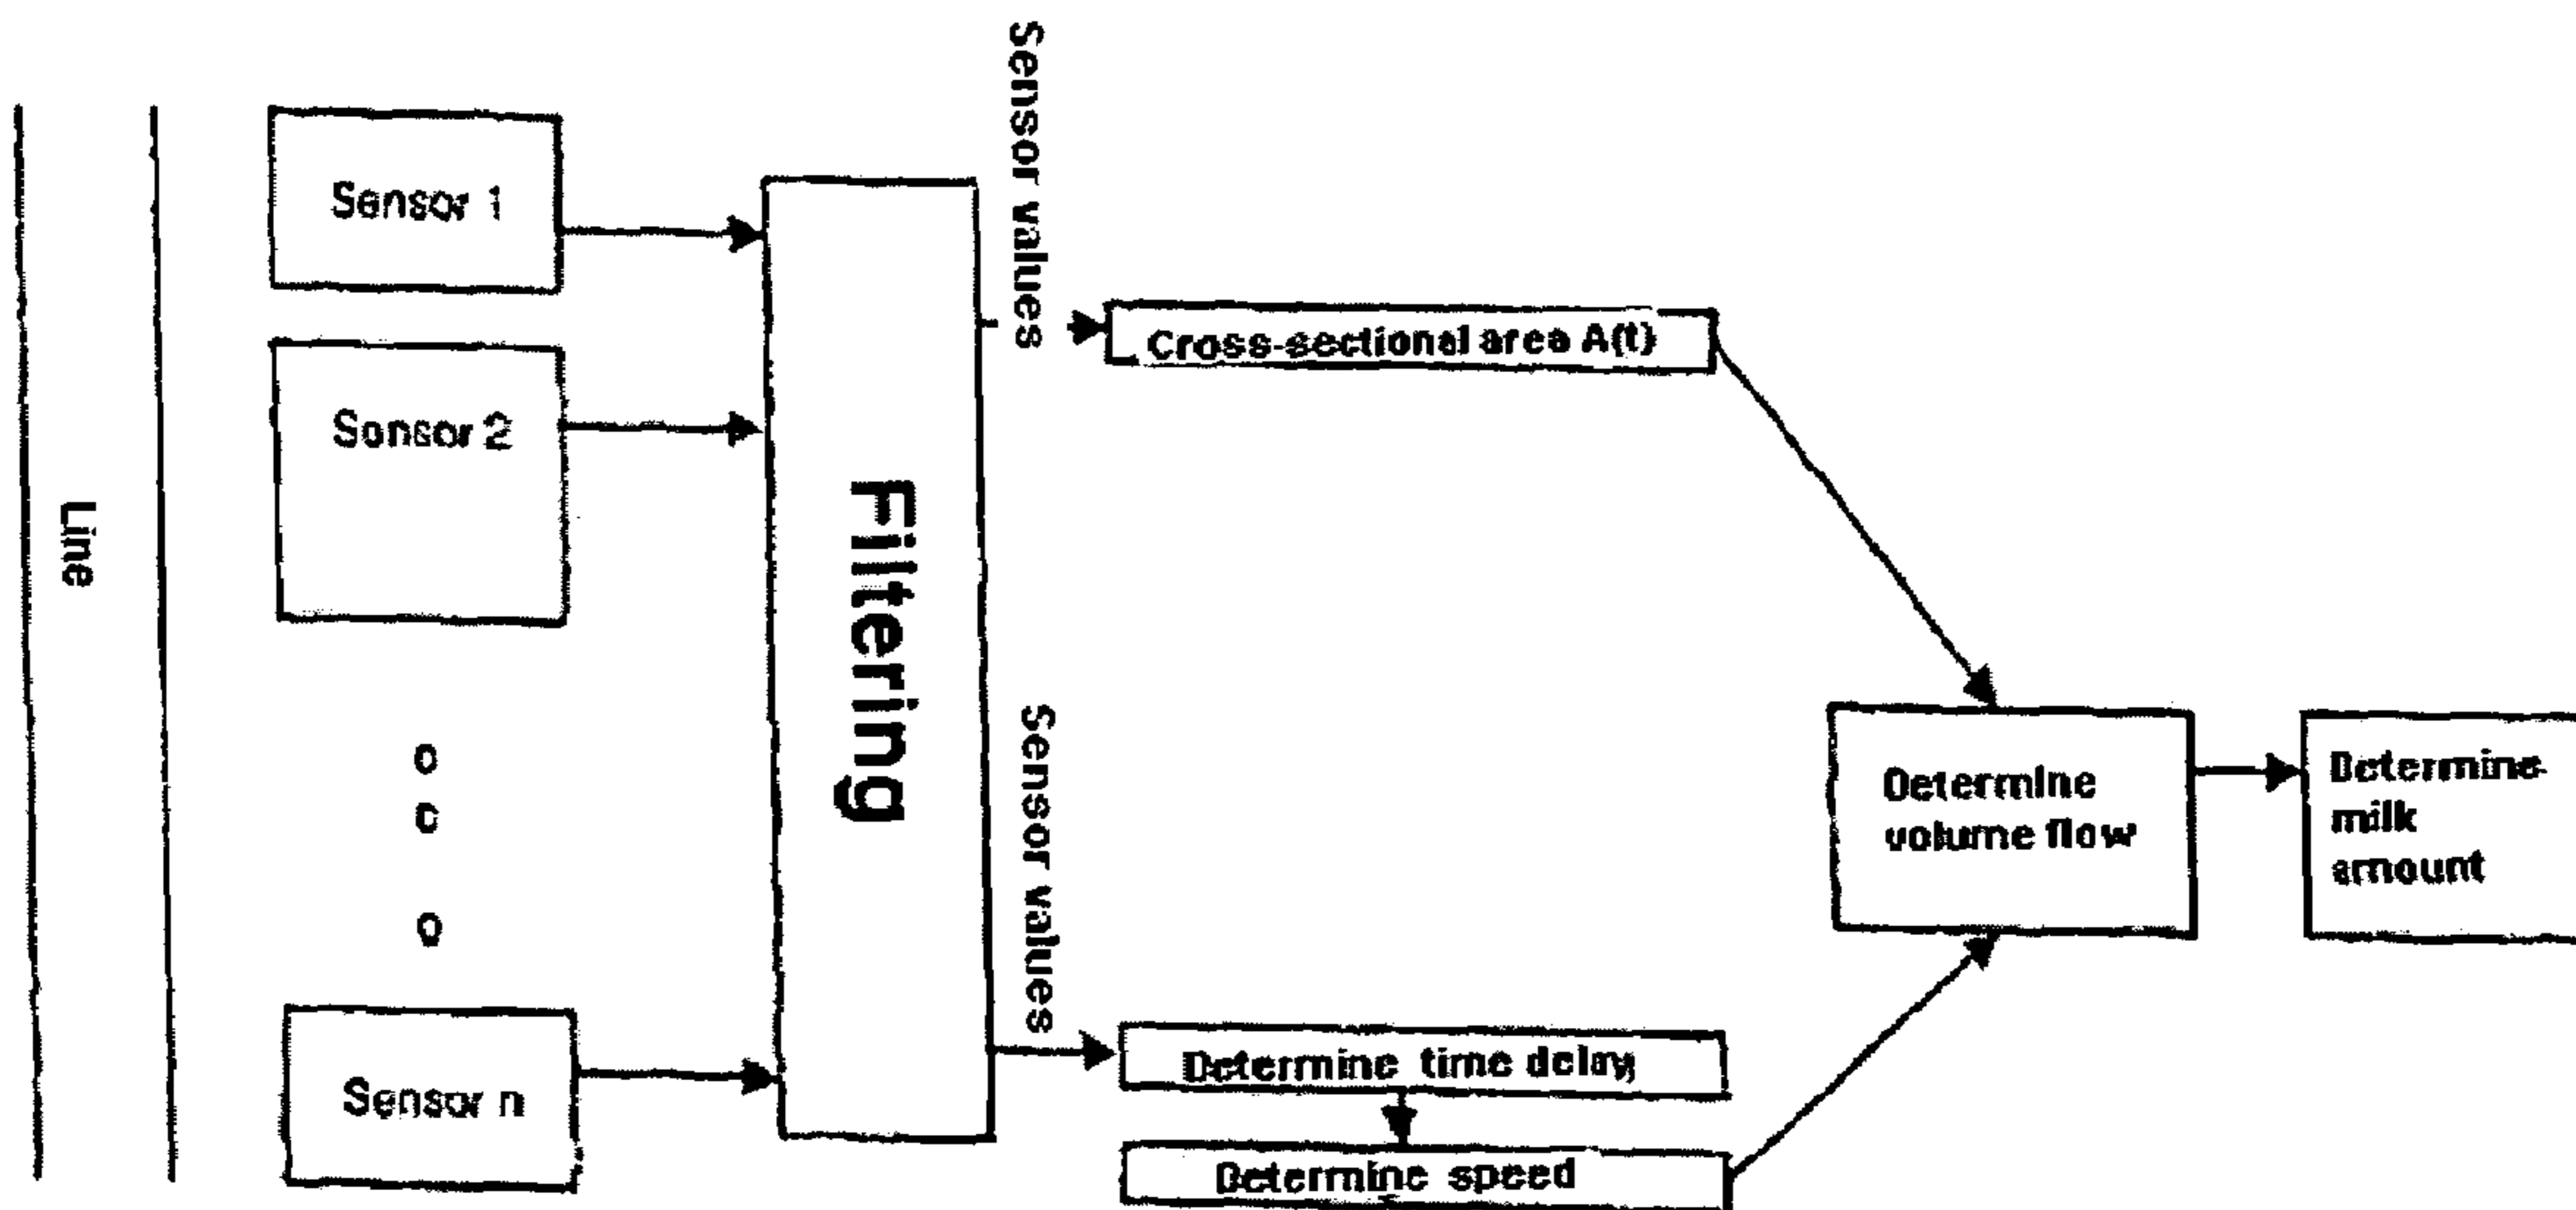 Line
Sensor 1
Sensor 2
Sensor n
Filtering
Sensor values
Sensor values
Cross-sectional area A(t)
Determine time delay
Determine speed
Determine
volume flow
Determine
milk
amount